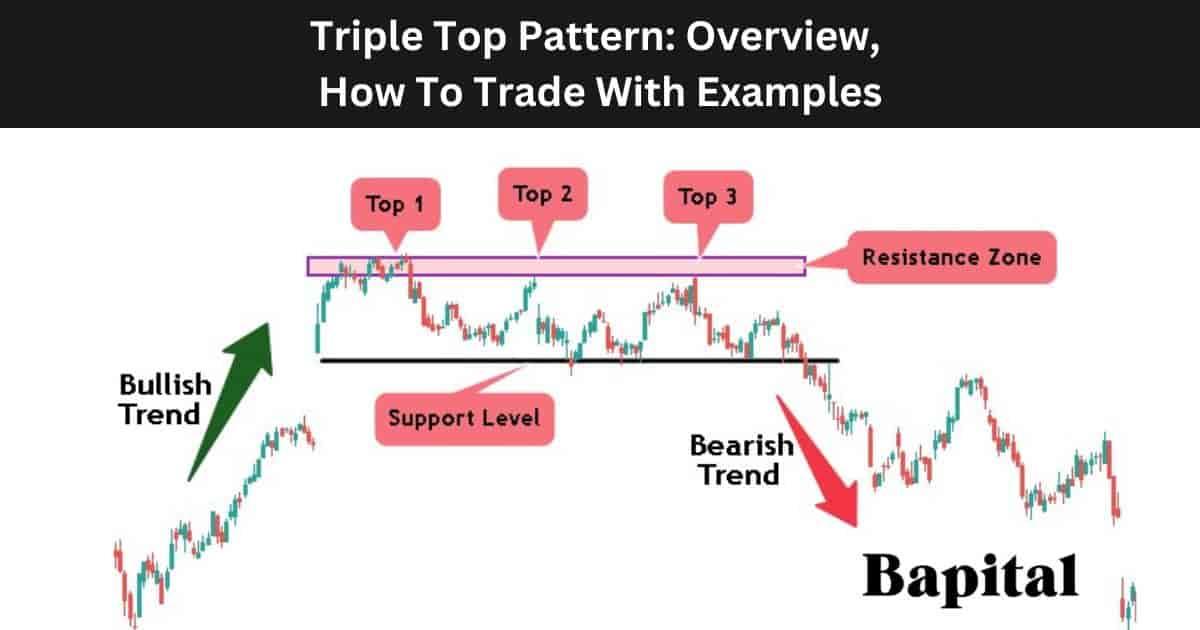 Triple Top Pattern: Overview,
How To Trade With Examples
Top 1
Top 2
Top 3
Resistance Zone
Bullish
Trend
Support Level
Bearish
Trend
Bapital